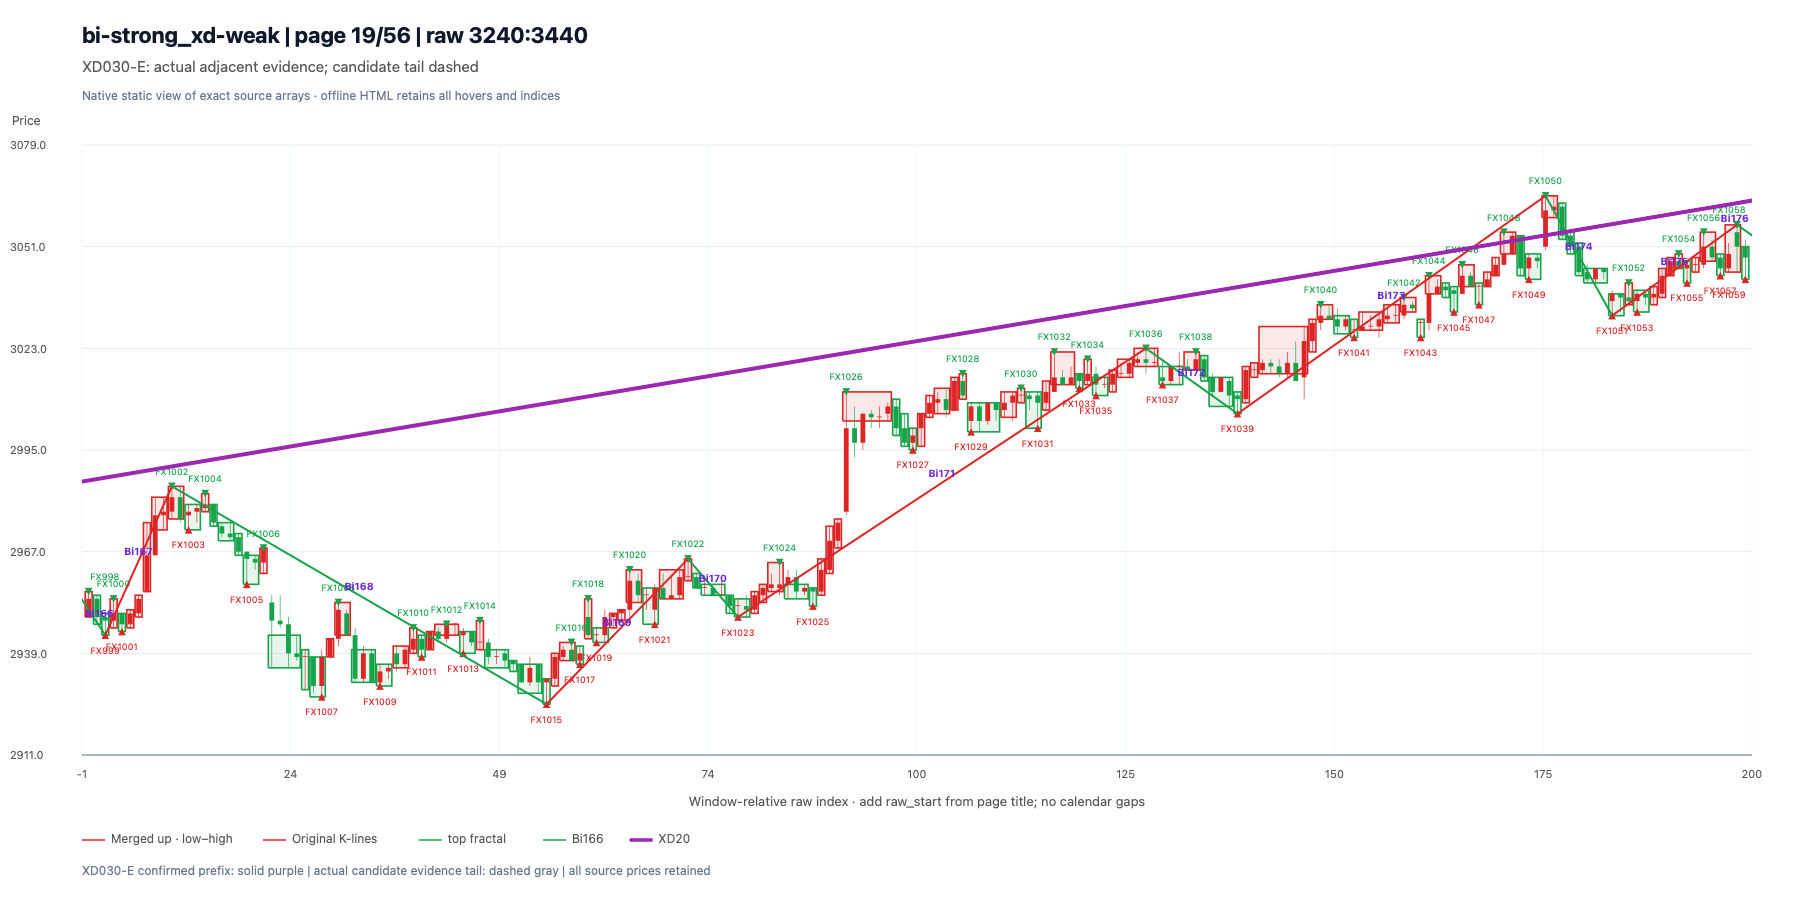 bi-strong_xd-weak | page 19/56 | raw 3240:3440
XD030-E: actual adjacent evidence; candidate tail dashed
Native static view of exact source arrays · offline HTML retains all hovers and indices
Price
3079.0
3051.0
3023.0
2995.0
2967.0
2939.0
2911.0
FX1050
FX1058
FX1056
Bi176
Bi174
FX1054
FX1044
FX1052
FX1042
FX1040
Bi173
FX1049
FX1055
FX1057
FX1059
FX1053
FX1045
FX1047
FX1041
FX1043
FX1032
FX1034
FX1036
FX1038
FX1028
FX1030
FX1026
FX1033
FX1035
FX1037
FX1039
FX1029
FX1031
FX1027
Bi171
FX1002
FX1004
FX1003
FX1006
Bi167
FX998
FX1000
FX1005
Bi168
FX999
FX1001
FX1010
FX1012
FX1014
FX1011
FX1013
FX1007
FX1009
FX1015
FX1018
FX1020
FX1022
FX1024
Bi170
Bi169
FX1021
FX1023
FX1025
FX1019
FX1017
-1
24
49
74
100
125
150
175
200
Window-relative raw index · add raw_start from page title; no calendar gaps
Merged up · low–high
Original K-lines
top fractal
Bi166
XD20
XD030-E confirmed prefix: solid purple | actual candidate evidence tail: dashed gray | all source prices retained